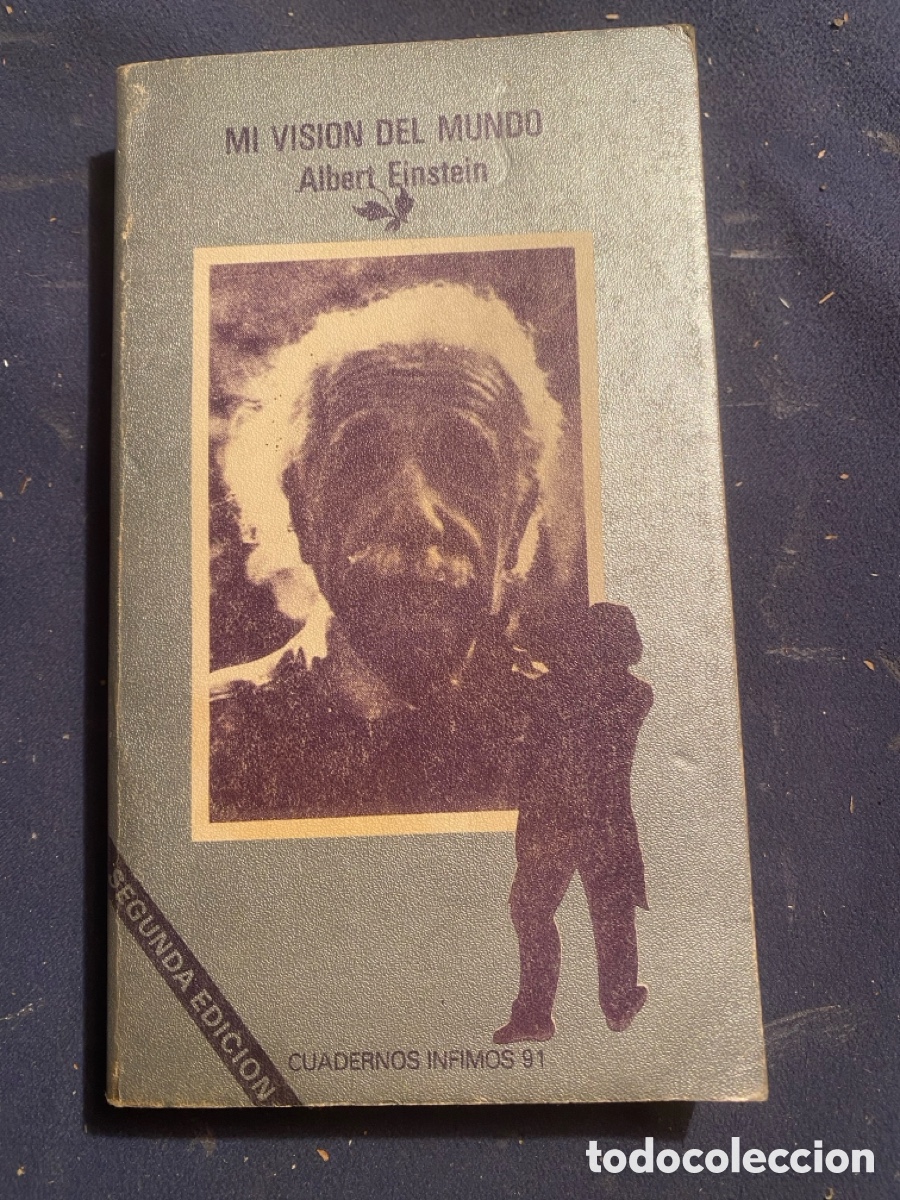 MI VISION DEL MUNDO
Albert Einstein
SEGUNDA EDICION
CUADERNOS INFIMOS 91
todocoleccion